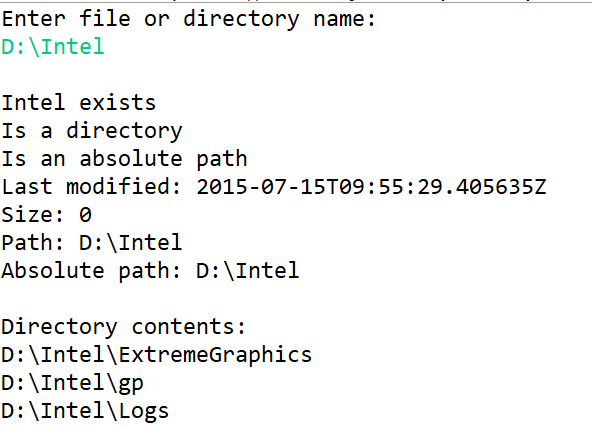 Enter file or directory name:
D:\Intel
Intel exists
Is a directory
Is an absolute path
Last modified: 2015-07-15T09:55:29.405635Z
Size: 0
Path: D:\Intel
Absolute path: D:\Intel
Directory contents:
D:\Intel\ExtremeGraphics
D:\Intel\gp
D:\Intel\Logs